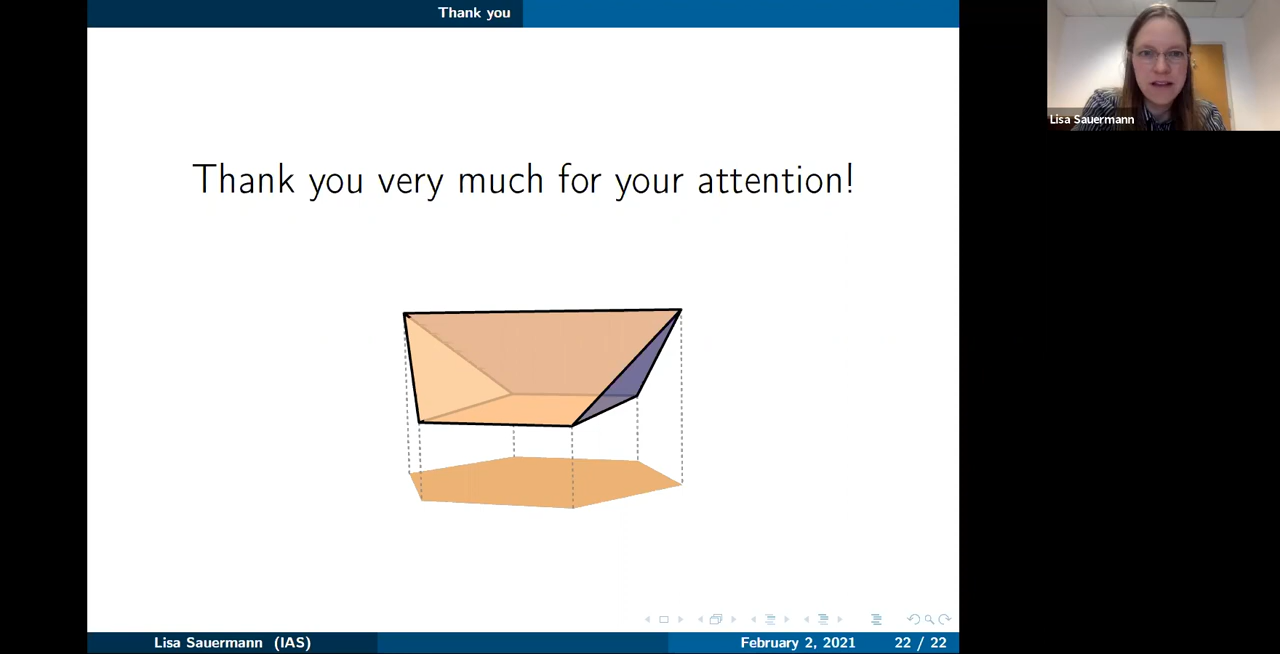 Thank you
Lisa Sauermann
Thank you very much for your attention!
Lisa Sauermann (IAS)
February 2, 2021
22 / 22